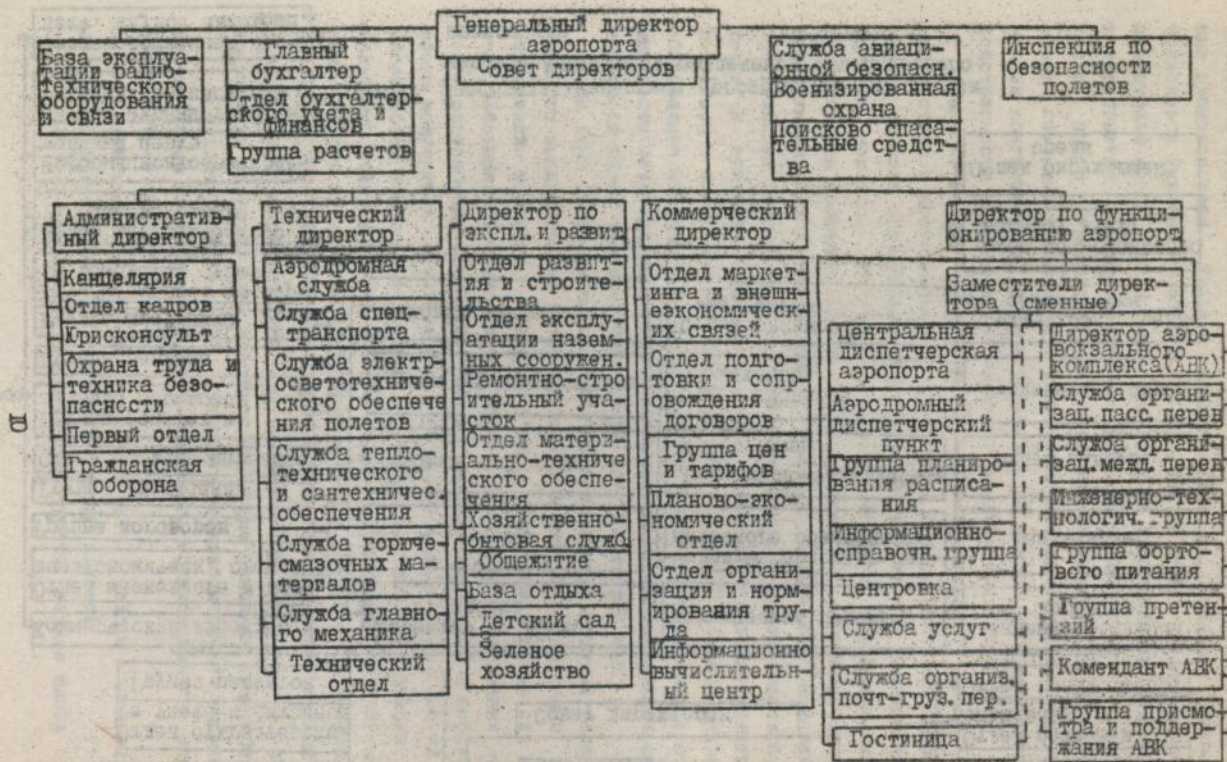 Генеральный директор
аэропорта
Совет директоров
База эксплуа-
тации радио-
технического
оборудования
и связи
Главный
бухгалтер
Отдел бухгалтер-
ского учета и
финансов
Группа расчетов
Служба авиаци-
онной безопасн.
Военизированная
охрана
Поисково спаса-
тельные средст-
ва
Инспекция по
безопасности
полетов
Административ-
ный директор
Канцелярия
Отдел кадров
Юрисконсульт
Охрана труда и
техника безо-
пасности
Первый отдел
Гражданская
оборона
Технический
директор
Аэродромная
служба
Служба спец-
транспорта
Служба электр-
осветотехниче-
ского обеспече
ния полетов
Служба тепло-
технического
и сантехничес.
обеспечения
Служба горюче-
смазочных ма-
териалов
Служба главно-
го механика
Технический
отдел
Директор по
экспл. и развит
Отдел развит-
ия и строите-
льства
Отдел эксплу-
атации назем-
ных сооружен.
Ремонтно-стро
ительный уча-
сток
Отдел матери-
ально-техниче
ского обеспе-
чения
Хозяйственно-
бытовая служб
Общежитие
База отдыха
Детский сад
Зеленое
хозяйство
Коммерческий
директор
Отдел маркет-
инга и внешн-
еэкономическ-
их связей
Отдел подго-
товки и сопр-
овождения
договоров
Группа цен
и тарифов
Планово-эко-
номический
отдел
Отдел органи-
зации и норм-
ирования тру-
да
Информационно
вычислитель-
ный центр
Директор по функци-
онированию аэропорт
Заместители дирек-
тора (сменные)
Центральная
диспетчерская
аэропорта
Аэродромный
диспетчерский
пункт
Группа планиро-
вания расписа-
ния
Информационно-
справочн. группа
Центровка
Служба услуг
Служба организ.
почт-груз. пер.
Гостиница
Директор аэро-
вокзального
комплекса(АВК)
Служба органи-
зац. пасс. перев
Служба органи-
зац. межд. перев
Инженерно-тех-
нологич. группа
Группа борто-
вого питания
Группа претен-
зий
Комендант АВК
Группа присмо-
тра и поддер-
жания АВК